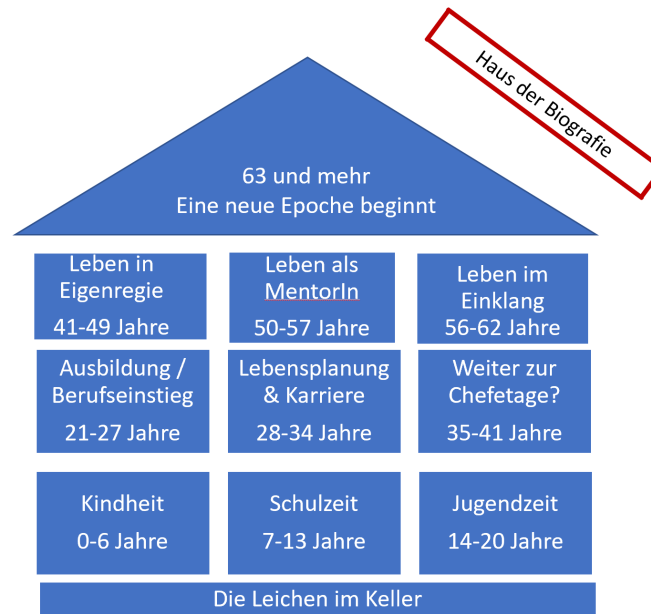 Haus der Biografie
63 und mehr
Eine neue Epoche beginnt
Leben in
Eigenregie
41-49 Jahre
Leben als
MentorIn
50-57 Jahre
Leben im
Einklang
56-62 Jahre
Ausbildung /
Berufseinstieg
21-27 Jahre
Lebensplanung
& Karriere
28-34 Jahre
Weiter zur
Chefetage?
35-41 Jahre
Kindheit
0-6 Jahre
Schulzeit
7-13 Jahre
Jugendzeit
14-20 Jahre
Die Leichen im Keller